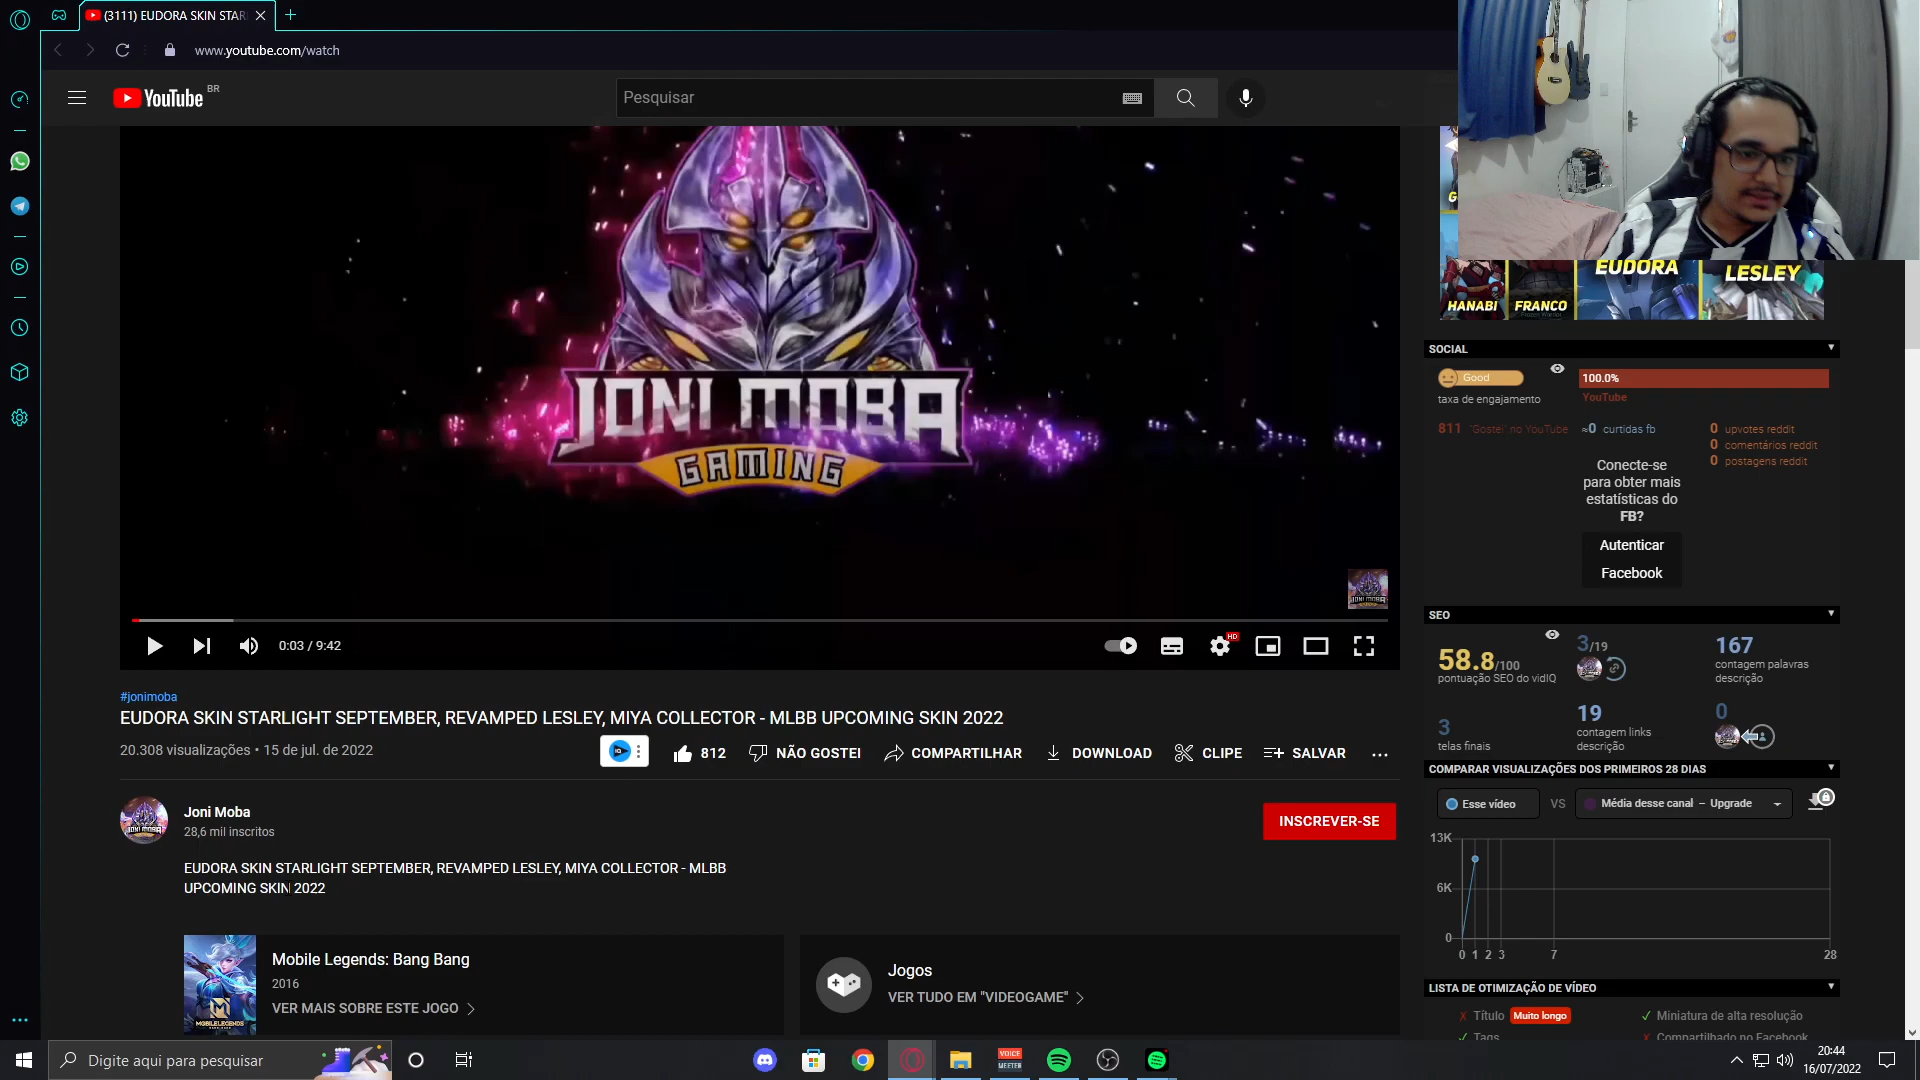 (3111) EUDORA SKIN STAR
www.youtube.com/watch
YouTube BR
Pesquisar
JONI MOBA
GAMING
HANABI
FRANCO
EUDORA
LESLEY
SOCIAL
Good
taxa de engajamento
100.0%
YouTube
811 "Gostei" no YouTube
≈0 curtidas fb
0 upvotes reddit
0 comentários reddit
0 postagens reddit
Conecte-se
para obter mais
estatísticas do
FB?
Autenticar
Facebook
0:03 / 9:42
HD
SEO
58.8/100
pontuação SEO do vidIQ
3/19
167
contagem palavras
descrição
3
telas finais
19
contagem links
descrição
0
#jonimoba
EUDORA SKIN STARLIGHT SEPTEMBER, REVAMPED LESLEY, MIYA COLLECTOR - MLBB UPCOMING SKIN 2022
20.308 visualizações • 15 de jul. de 2022
IQ
812
NÃO GOSTEI
COMPARTILHAR
DOWNLOAD
CLIPE
SALVAR
COMPARAR VISUALIZAÇÕES DOS PRIMEIROS 28 DIAS
Esse vídeo
VS
Média desse canal – Upgrade
13K
6K
0
0 1 2 3 7 28
Joni Moba
28,6 mil inscritos
INSCREVER-SE
EUDORA SKIN STARLIGHT SEPTEMBER, REVAMPED LESLEY, MIYA COLLECTOR - MLBB
UPCOMING SKIN 2022
MOBILE LEGENDS
Mobile Legends: Bang Bang
2016
VER MAIS SOBRE ESTE JOGO
Jogos
VER TUDO EM "VIDEOGAME"
LISTA DE OTIMIZAÇÃO DE VÍDEO
Título Muito longo
Miniatura de alta resolução
Tags
Compartilhado no Facebook
Digite aqui para pesquisar
VOICE
MEETER
20:44
16/07/2022